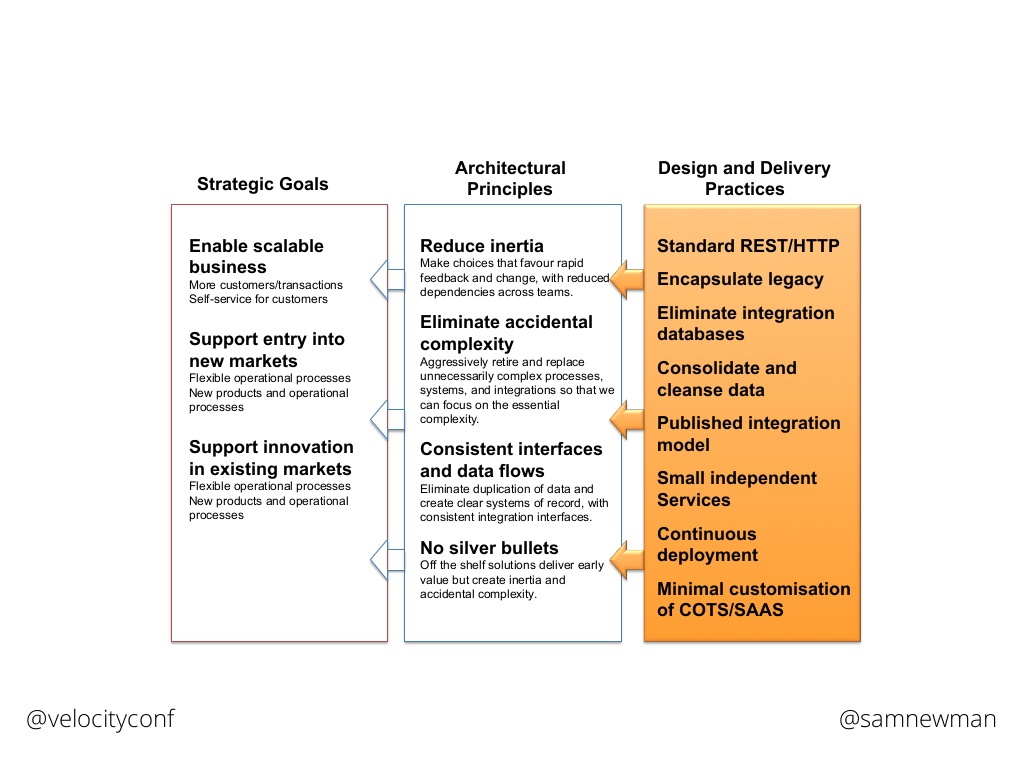 Strategic Goals
Architectural
Principles
Design and Delivery
Practices
Enable scalable
business
More customers/transactions
Self-service for customers
Support entry into
new markets
Flexible operational processes
New products and operational
processes
Support innovation
in existing markets
Flexible operational processes
New products and operational
processes
Reduce inertia
Make choices that favour rapid
feedback and change, with reduced
dependencies across teams.
Eliminate accidental
complexity
Aggressively retire and replace
unnecessarily complex processes,
systems, and integrations so that we
can focus on the essential
complexity.
Consistent interfaces
and data flows
Eliminate duplication of data and
create clear systems of record, with
consistent integration interfaces.
No silver bullets
Off the shelf solutions deliver early
value but create inertia and
accidental complexity.
Standard REST/HTTP
Encapsulate legacy
Eliminate integration
databases
Consolidate and
cleanse data
Published integration
model
Small independent
Services
Continuous
deployment
Minimal customisation
of COTS/SAAS
@velocityconf
@samnewman